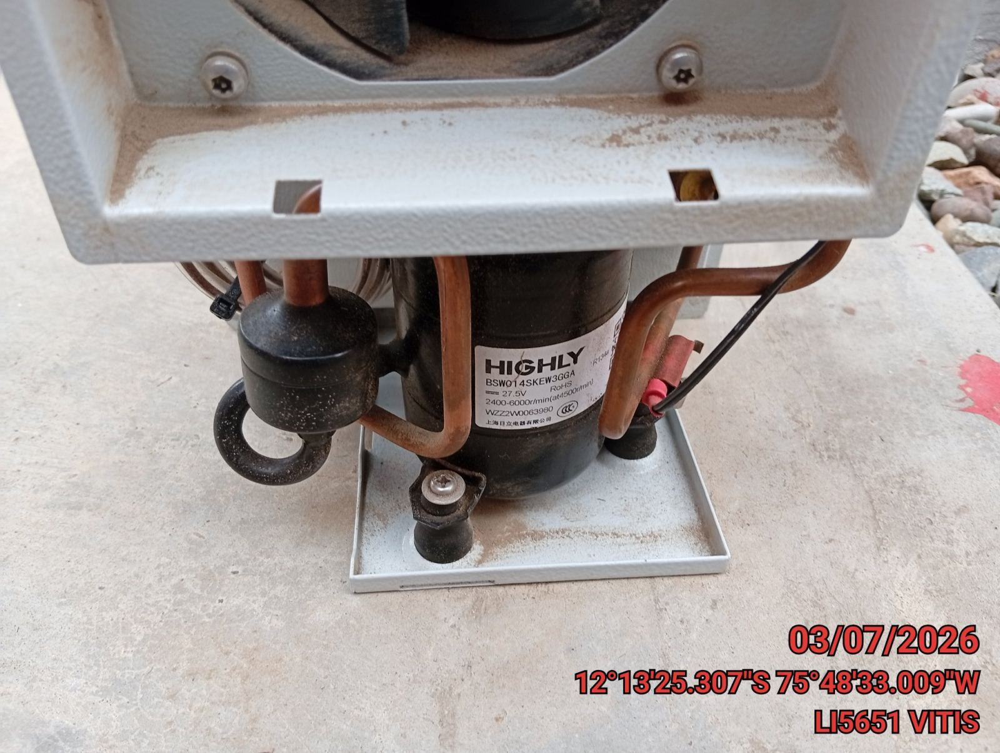 HIGHLY
R134a
BSW014SKEW3GGA
27.5V RoHS
2400-6000r/min(at4500r/min)
WZZ2W0063980
上海日立电器有限公司
03/07/2026
12°13'25.307"S 75°48'33.009"W
LI5651 VITIS